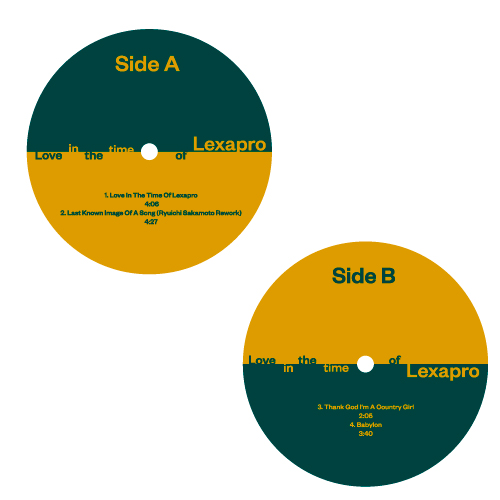 Side A
Love in the time of Lexapro
1. Love In The Time Of Lexapro
4:08
2. Last Known Image Of A Song (Ryuichi Sakamoto Rework)
4:27
Side B
Love in the time of Lexapro
3. Thank God I'm A Country Girl
2:06
4. Babylon
3:40